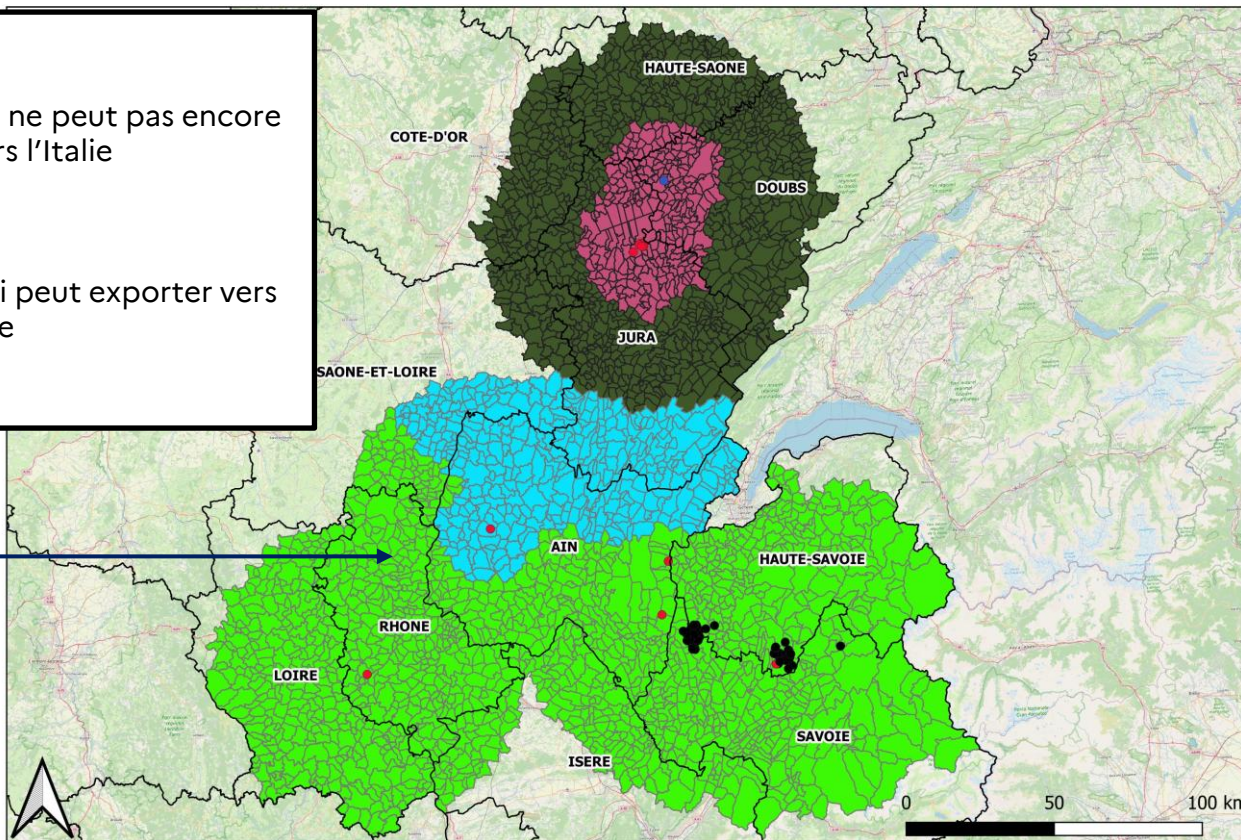 ne peut pas encore
rs l'Italie
i peut exporter vers
e
HAUTE-SAONE
COTE-D'OR
DOUBS
JURA
SAONE-ET-LOIRE
AIN
HAUTE-SAVOIE
RHONE
LOIRE
SAVOIE
ISERE
0 50 100 km